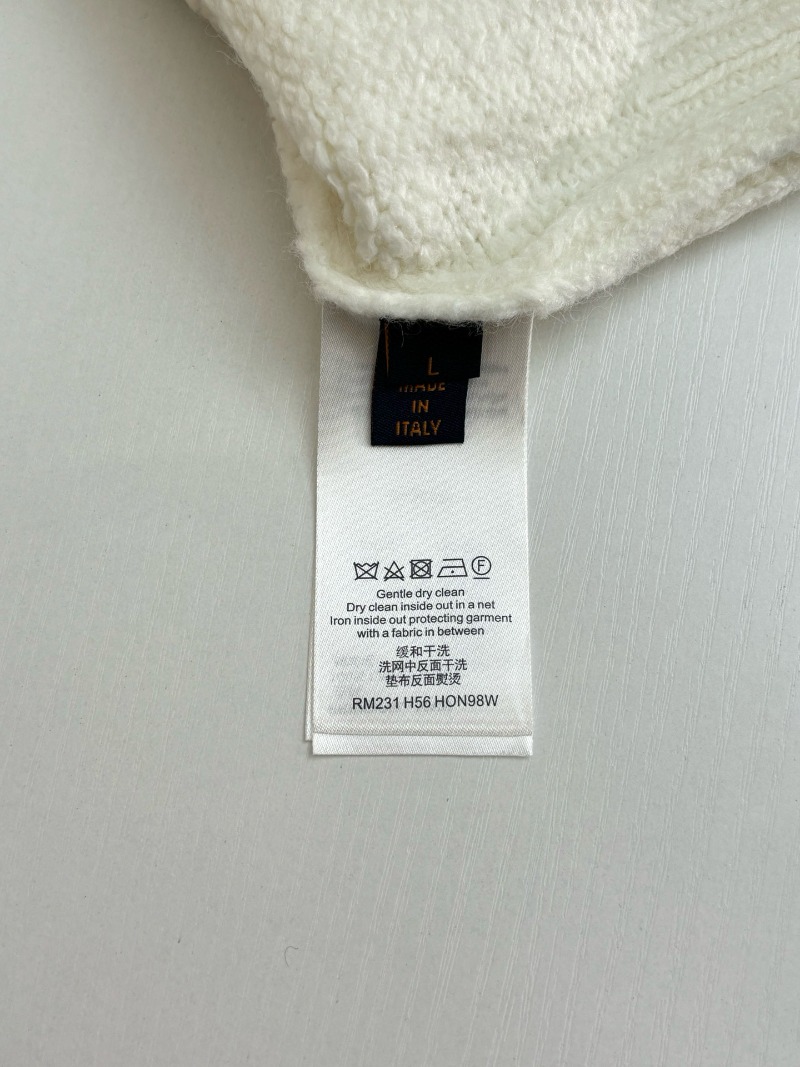 L
MADE
IN
ITALY
F
Gentle dry clean
Dry clean inside out in a net
Iron inside out protecting garment
with a fabric in between
缓和干洗
洗网中反面干洗
垫布反面熨烫
RM231 H56 HON98W